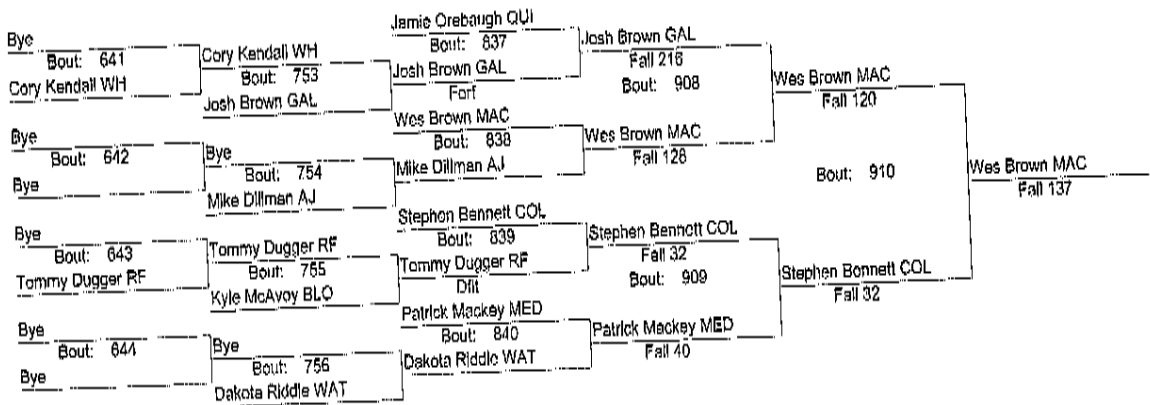 Jamie Orebaugh QUI
Bye
Bout: 837
Josh Brown GAL
Bout: 641
Cory Kendall WH
Fall 216
Cory Kendall WH
Bout: 753
Josh Brown GAL
Bout: 908
Wes Brown MAC
Forf
Fall 120
Josh Brown GAL
Wes Brown MAC
Bye
Bout: 838
Wes Brown MAC
Bout: 642
Bye
Fall 128
Bye
Bout: 754
Mike Dillman AJ
Bout: 910
Wes Brown MAC
Mike Dillman AJ
Fall 137
Stephen Bennett COL
Bye
Bout: 839
Stephen Bennett COL
Bout: 643
Tommy Dugger RF
Fall 32
Tommy Dugger RF
Bout: 755
Tommy Dugger RF
Bout: 909
Stephen Bennett COL
Dflt
Fall 32
Kyle McAvoy BLO
Patrick Mackey MED
Bye
Bout: 840
Patrick Mackey MED
Bout: 644
Bye
Fall 40
Bye
Bout: 756
Dakota Riddle WAT
Dakota Riddle WAT